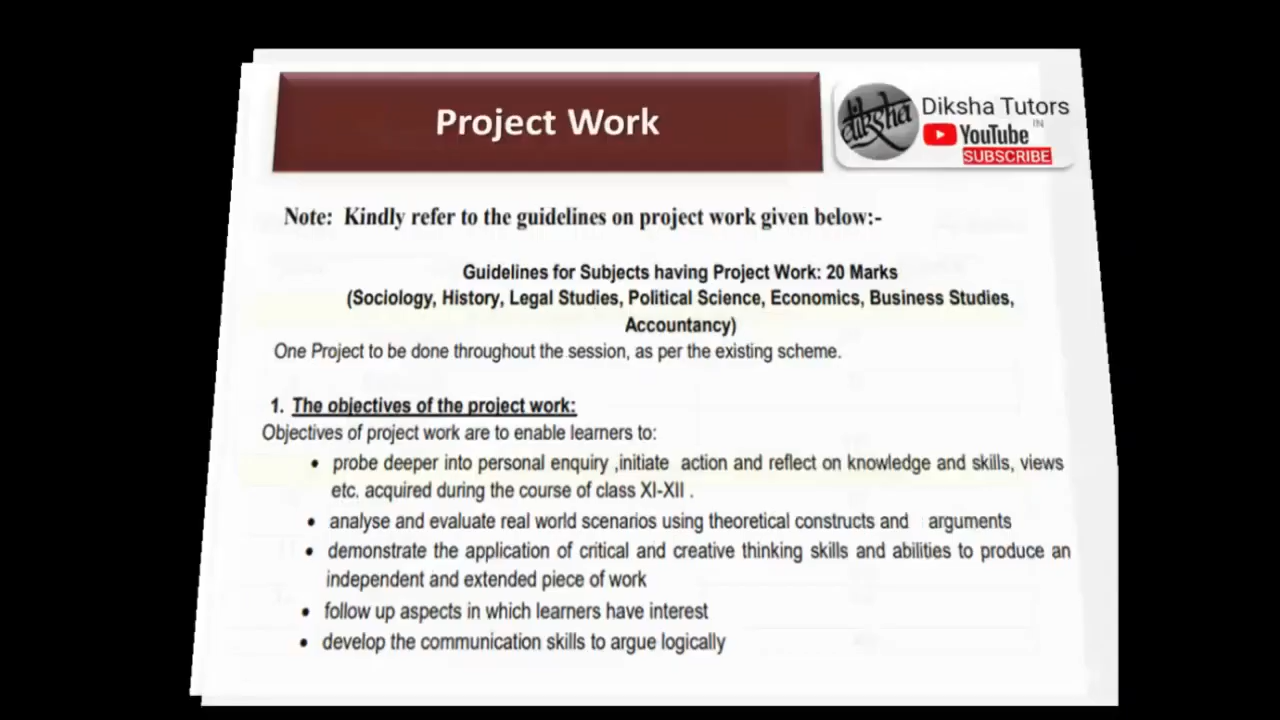 Project Work
diksha
Diksha Tutors
IN
YouTube
SUBSCRIBE
Note: Kindly refer to the guidelines on project work given below:-
Guidelines for Subjects having Project Work: 20 Marks
(Sociology, History, Legal Studies, Political Science, Economics, Business Studies,
Accountancy)
One Project to be done throughout the session, as per the existing scheme.
1. The objectives of the project work:
Objectives of project work are to enable learners to:
• probe deeper into personal enquiry ,initiate action and reflect on knowledge and skills, views
etc. acquired during the course of class XI-XII .
• analyse and evaluate real world scenarios using theoretical constructs and arguments
• demonstrate the application of critical and creative thinking skills and abilities to produce an
independent and extended piece of work
• follow up aspects in which learners have interest
• develop the communication skills to argue logically